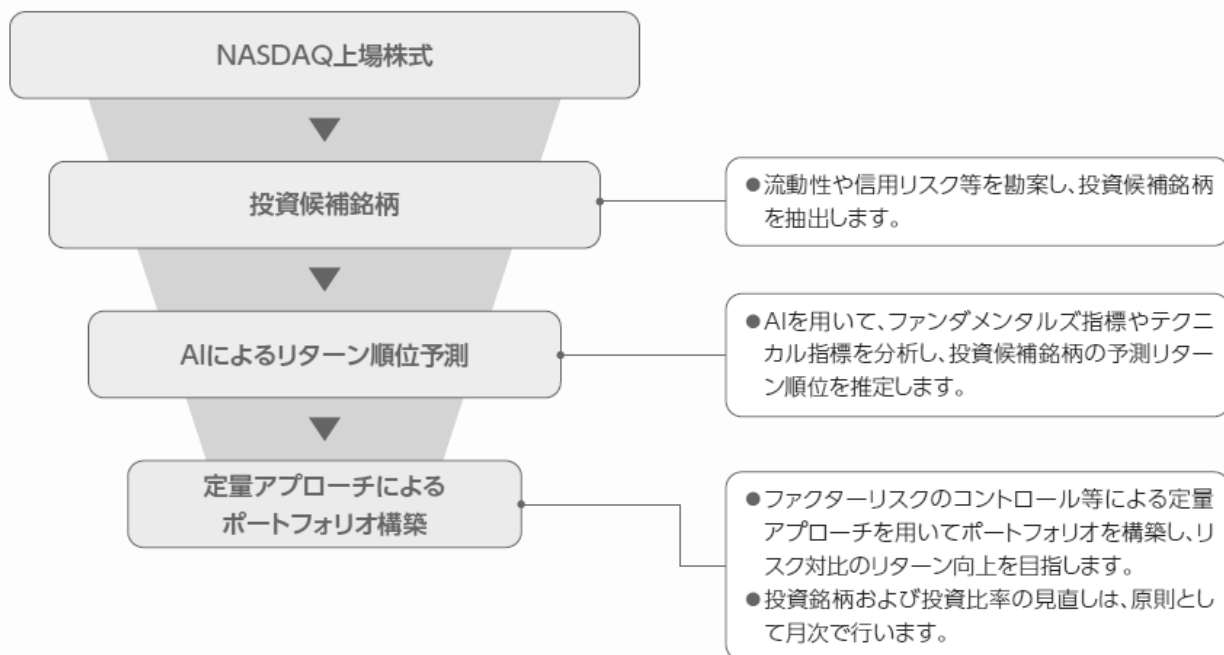 NASDAQ上場株式
投資候補銘柄
●流動性や信用リスク等を勘案し、投資候補銘柄
を抽出します。
AIによるリターン順位予測
●AIを用いて、ファンダメンタルズ指標やテクニ
カル指標を分析し、投資候補銘柄の予測リター
ン順位を推定します。
定量アプローチによる
ポートフォリオ構築
●ファクターリスクのコントロール等による定量
アプローチを用いてポートフォリオを構築し、リ
スク対比のリターン向上を目指します。
●投資銘柄および投資比率の見直しは、原則とし
て月次で行います。